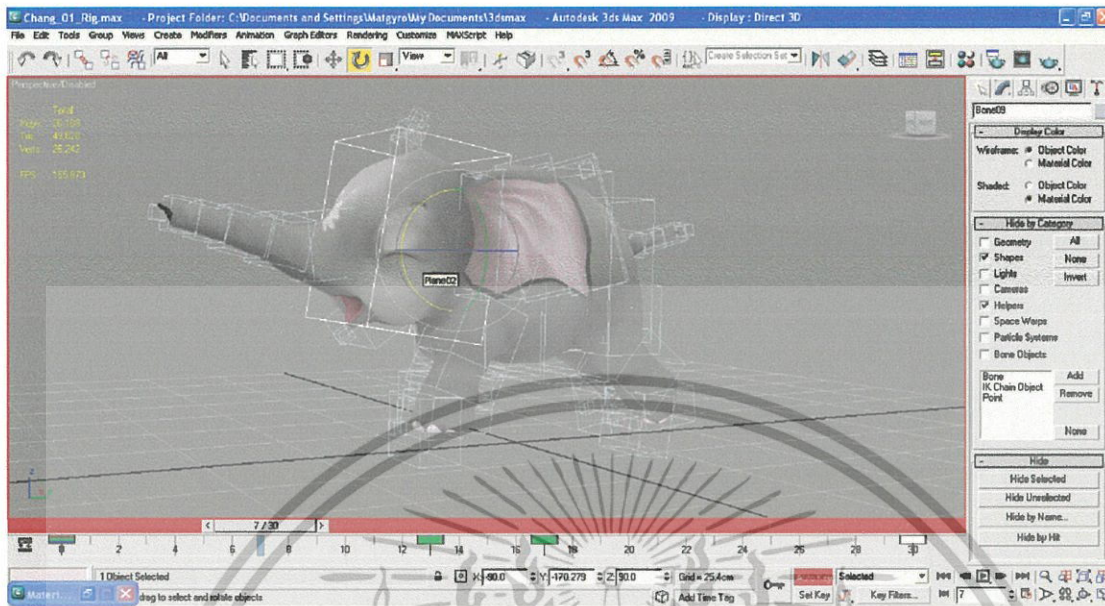 Chang_01_Rig.max - Project Folder: C:\Documents and Settings\Matgyro\My Documents\3dsmax - Autodesk 3ds Max 2009 - Display : Direct 3D
File Edit Tools Group Views Create Modifiers Animation Graph Editors Rendering Customize MAXScript Help
All
View
Create Selection Set
Perspective/Disabled
Total
FPS:
Plane02
Bone09
Display Color
Wireframe: Object Color
Material Color
Shaded: Object Color
Material Color
Hide by Category
Geometry All
Shapes None
Lights Invert
Cameras
Helpers
Space Warps
Particle Systems
Bone Objects
Bone Add
IK Chain Object Remove
Point
None
Hide
Hide Selected
Hide Unselected
Hide by Name...
Hide by Hit
< 7 / 30 >
0 2 4 6 8 10 12 14 16 18 20 22 24 26 28 30
1 Object Selected X: -90.0 Y: -170.279 Z: 90.0 Grid = 25.4cm Selected
Materi... drag to select and rotate objects Add Time Tag Set Key Key Filters... 7